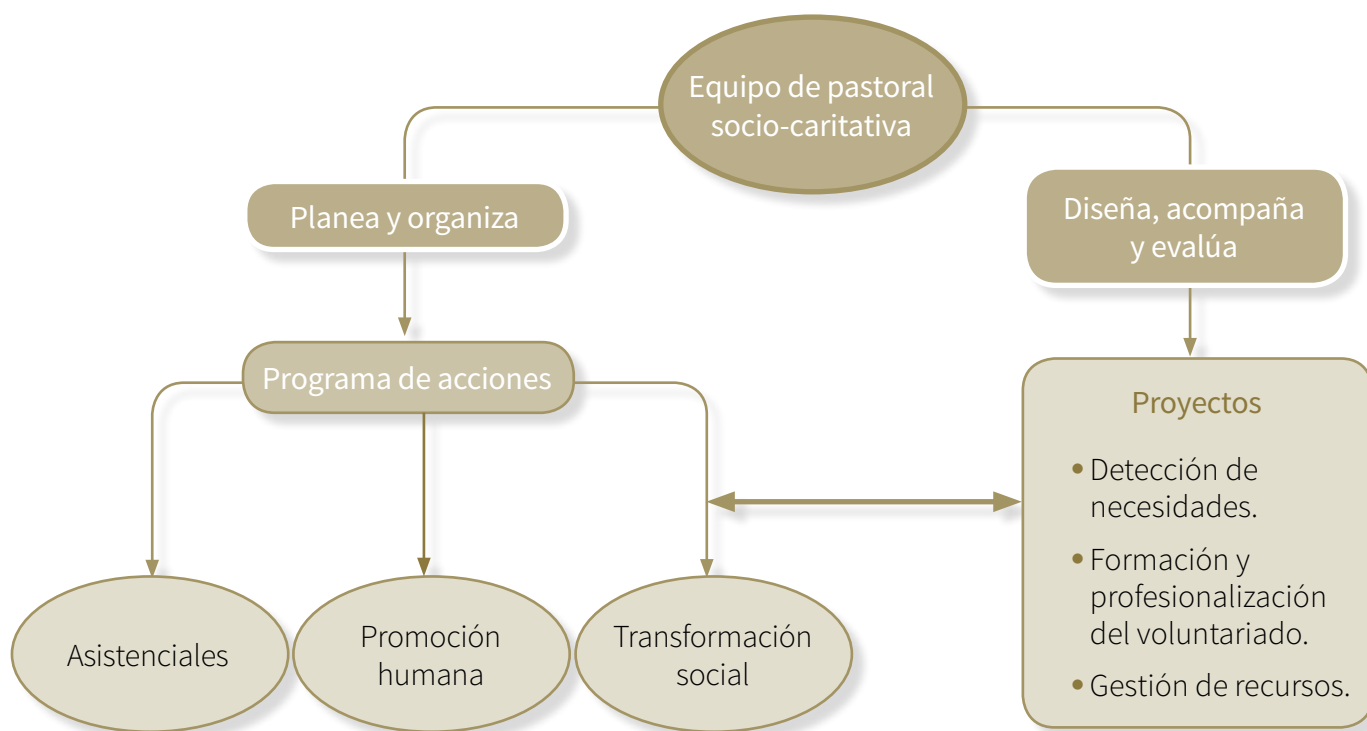 Equipo de pastoral
socio-caritativa
Planea y organiza
Diseña, acompaña
y evalúa
Programa de acciones
Asistenciales
Promoción
humana
Transformación
social
Proyectos
• Detección de
necesidades.
• Formación y
profesionalización
del voluntariado.
• Gestión de recursos.